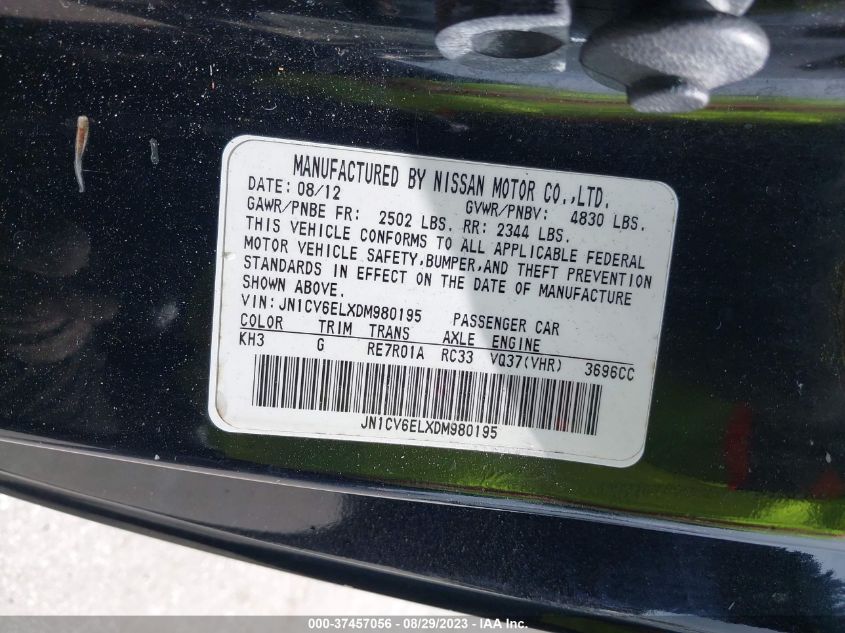 MANUFACTURED BY NISSAN MOTOR CO.,LTD.
DATE: 08/12 GVWR/PNBV: 4830 LBS.
GAWR/PNBE FR: 2502 LBS. RR: 2344 LBS.
THIS VEHICLE CONFORMS TO ALL APPLICABLE FEDERAL
MOTOR VEHICLE SAFETY,BUMPER,AND THEFT PREVENTION
STANDARDS IN EFFECT ON THE DATE OF MANUFACTURE
SHOWN ABOVE.
VIN:JN1CV6ELXDM980195 PASSENGER CAR
COLOR TRIM TRANS AXLE ENGINE
KH3 G RE7R01A RC33 VQ37(VHR) 3696CC
JN1CV6ELXDM980195
000-37457056 - 08/29/2023 - IAA Inc.